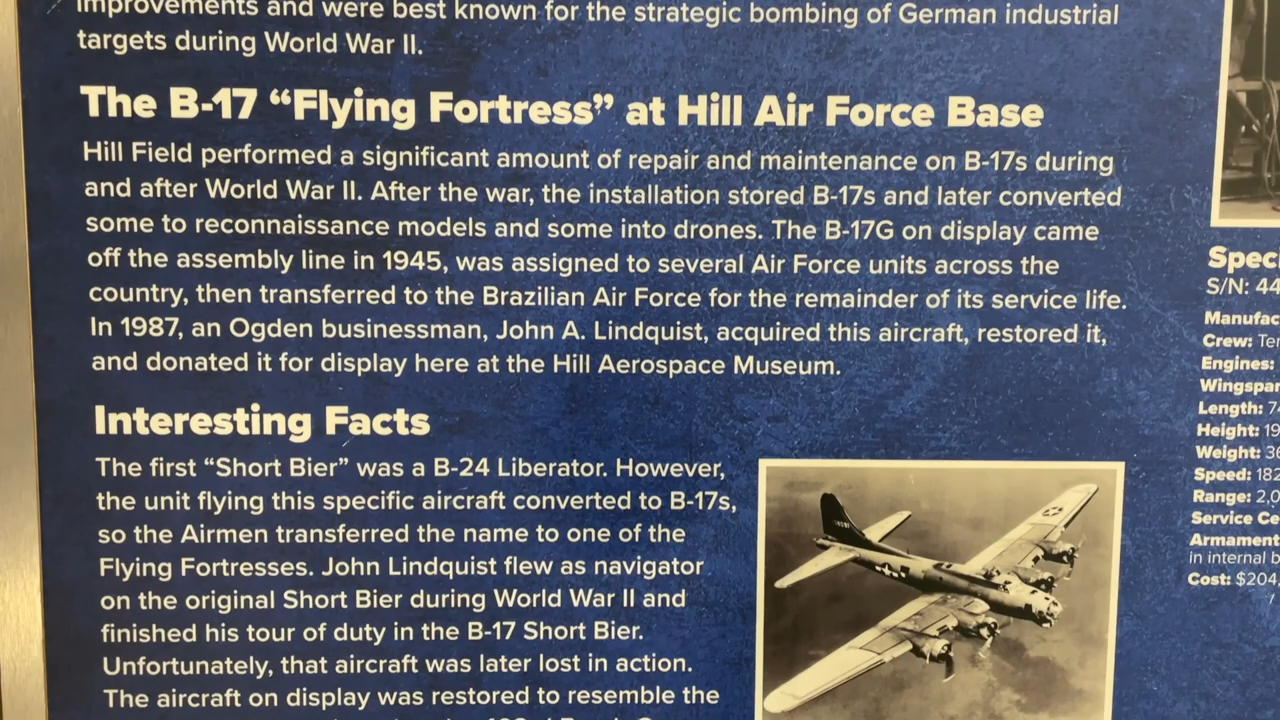 improvements and were best known for the strategic bombing of German industrial
targets during World War II.
The B-17 “Flying Fortress” at Hill Air Force Base
Hill Field performed a significant amount of repair and maintenance on B-17s during
and after World War II. After the war, the installation stored B-17s and later converted
some to reconnaissance models and some into drones. The B-17G on display came
off the assembly line in 1945, was assigned to several Air Force units across the
country, then transferred to the Brazilian Air Force for the remainder of its service life.
In 1987, an Ogden businessman, John A. Lindquist, acquired this aircraft, restored it,
and donated it for display here at the Hill Aerospace Museum.
Interesting Facts
The first “Short Bier” was a B-24 Liberator. However,
the unit flying this specific aircraft converted to B-17s,
so the Airmen transferred the name to one of the
Flying Fortresses. John Lindquist flew as navigator
on the original Short Bier during World War II and
finished his tour of duty in the B-17 Short Bier.
Unfortunately, that aircraft was later lost in action.
The aircraft on display was restored to resemble the
S/N: 44
Crew:
Engines:
Length: 7
Height: 19
Weight: 36
Speed: 182
Range: 2,0
Service
Armament
in internal
Cost: $204